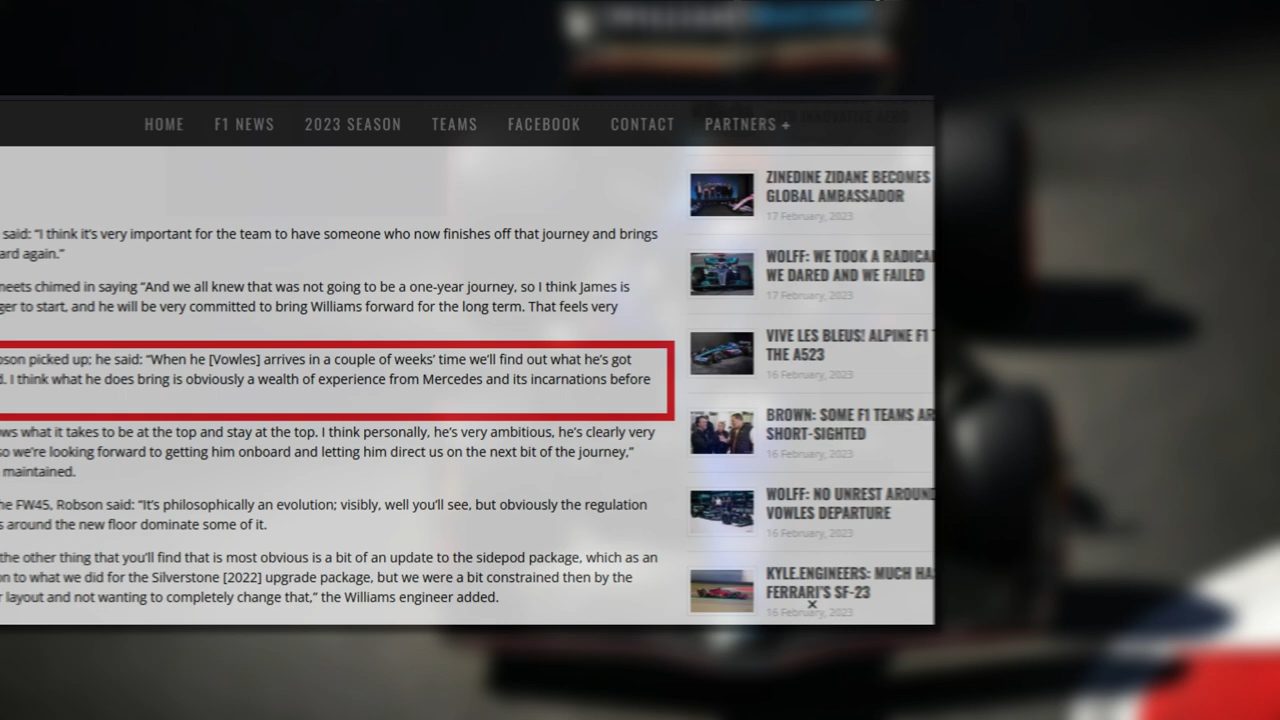 HOME F1 NEWS 2023 SEASON TEAMS FACEBOOK CONTACT PARTNERS +
said: “I think it’s very important for the team to have someone who now finishes off that journey and brings
ard again.”
neets chimed in saying “And we all knew that was not going to be a one-year journey, so I think James is
ger to start, and he will be very committed to bring Williams forward for the long term. That feels very
bson picked up; he said: “When he [Vowles] arrives in a couple of weeks’ time we’ll find out what he’s got
d. I think what he does bring is obviously a wealth of experience from Mercedes and its incarnations before
ws what it takes to be at the top and stay at the top. I think personally, he’s very ambitious, he’s clearly very
so we’re looking forward to getting him onboard and letting him direct us on the next bit of the journey,”
maintained.
he FW45, Robson said: “It’s philosophically an evolution; visibly, well you’ll see, but obviously the regulation
s around the new floor dominate some of it.
the other thing that you’ll find that is most obvious is a bit of an update to the sidepod package, which as an
on to what we did for the Silverstone [2022] upgrade package, but we were a bit constrained then by the
r layout and not wanting to completely change that,” the Williams engineer added.
ZINEDINE ZIDANE BECOMES
GLOBAL AMBASSADOR
17 February, 2023
WOLFF: WE TOOK A RADICAL
WE DARED AND WE FAILED
17 February, 2023
VIVE LES BLEUS! ALPINE F1
THE A523
16 February, 2023
BROWN: SOME F1 TEAMS AR
SHORT-SIGHTED
16 February, 2023
WOLFF: NO UNREST AROUND
VOWLES DEPARTURE
16 February, 2023
KYLE.ENGINEERS: MUCH HA
FERRARI’S SF-23
16 February, 2023